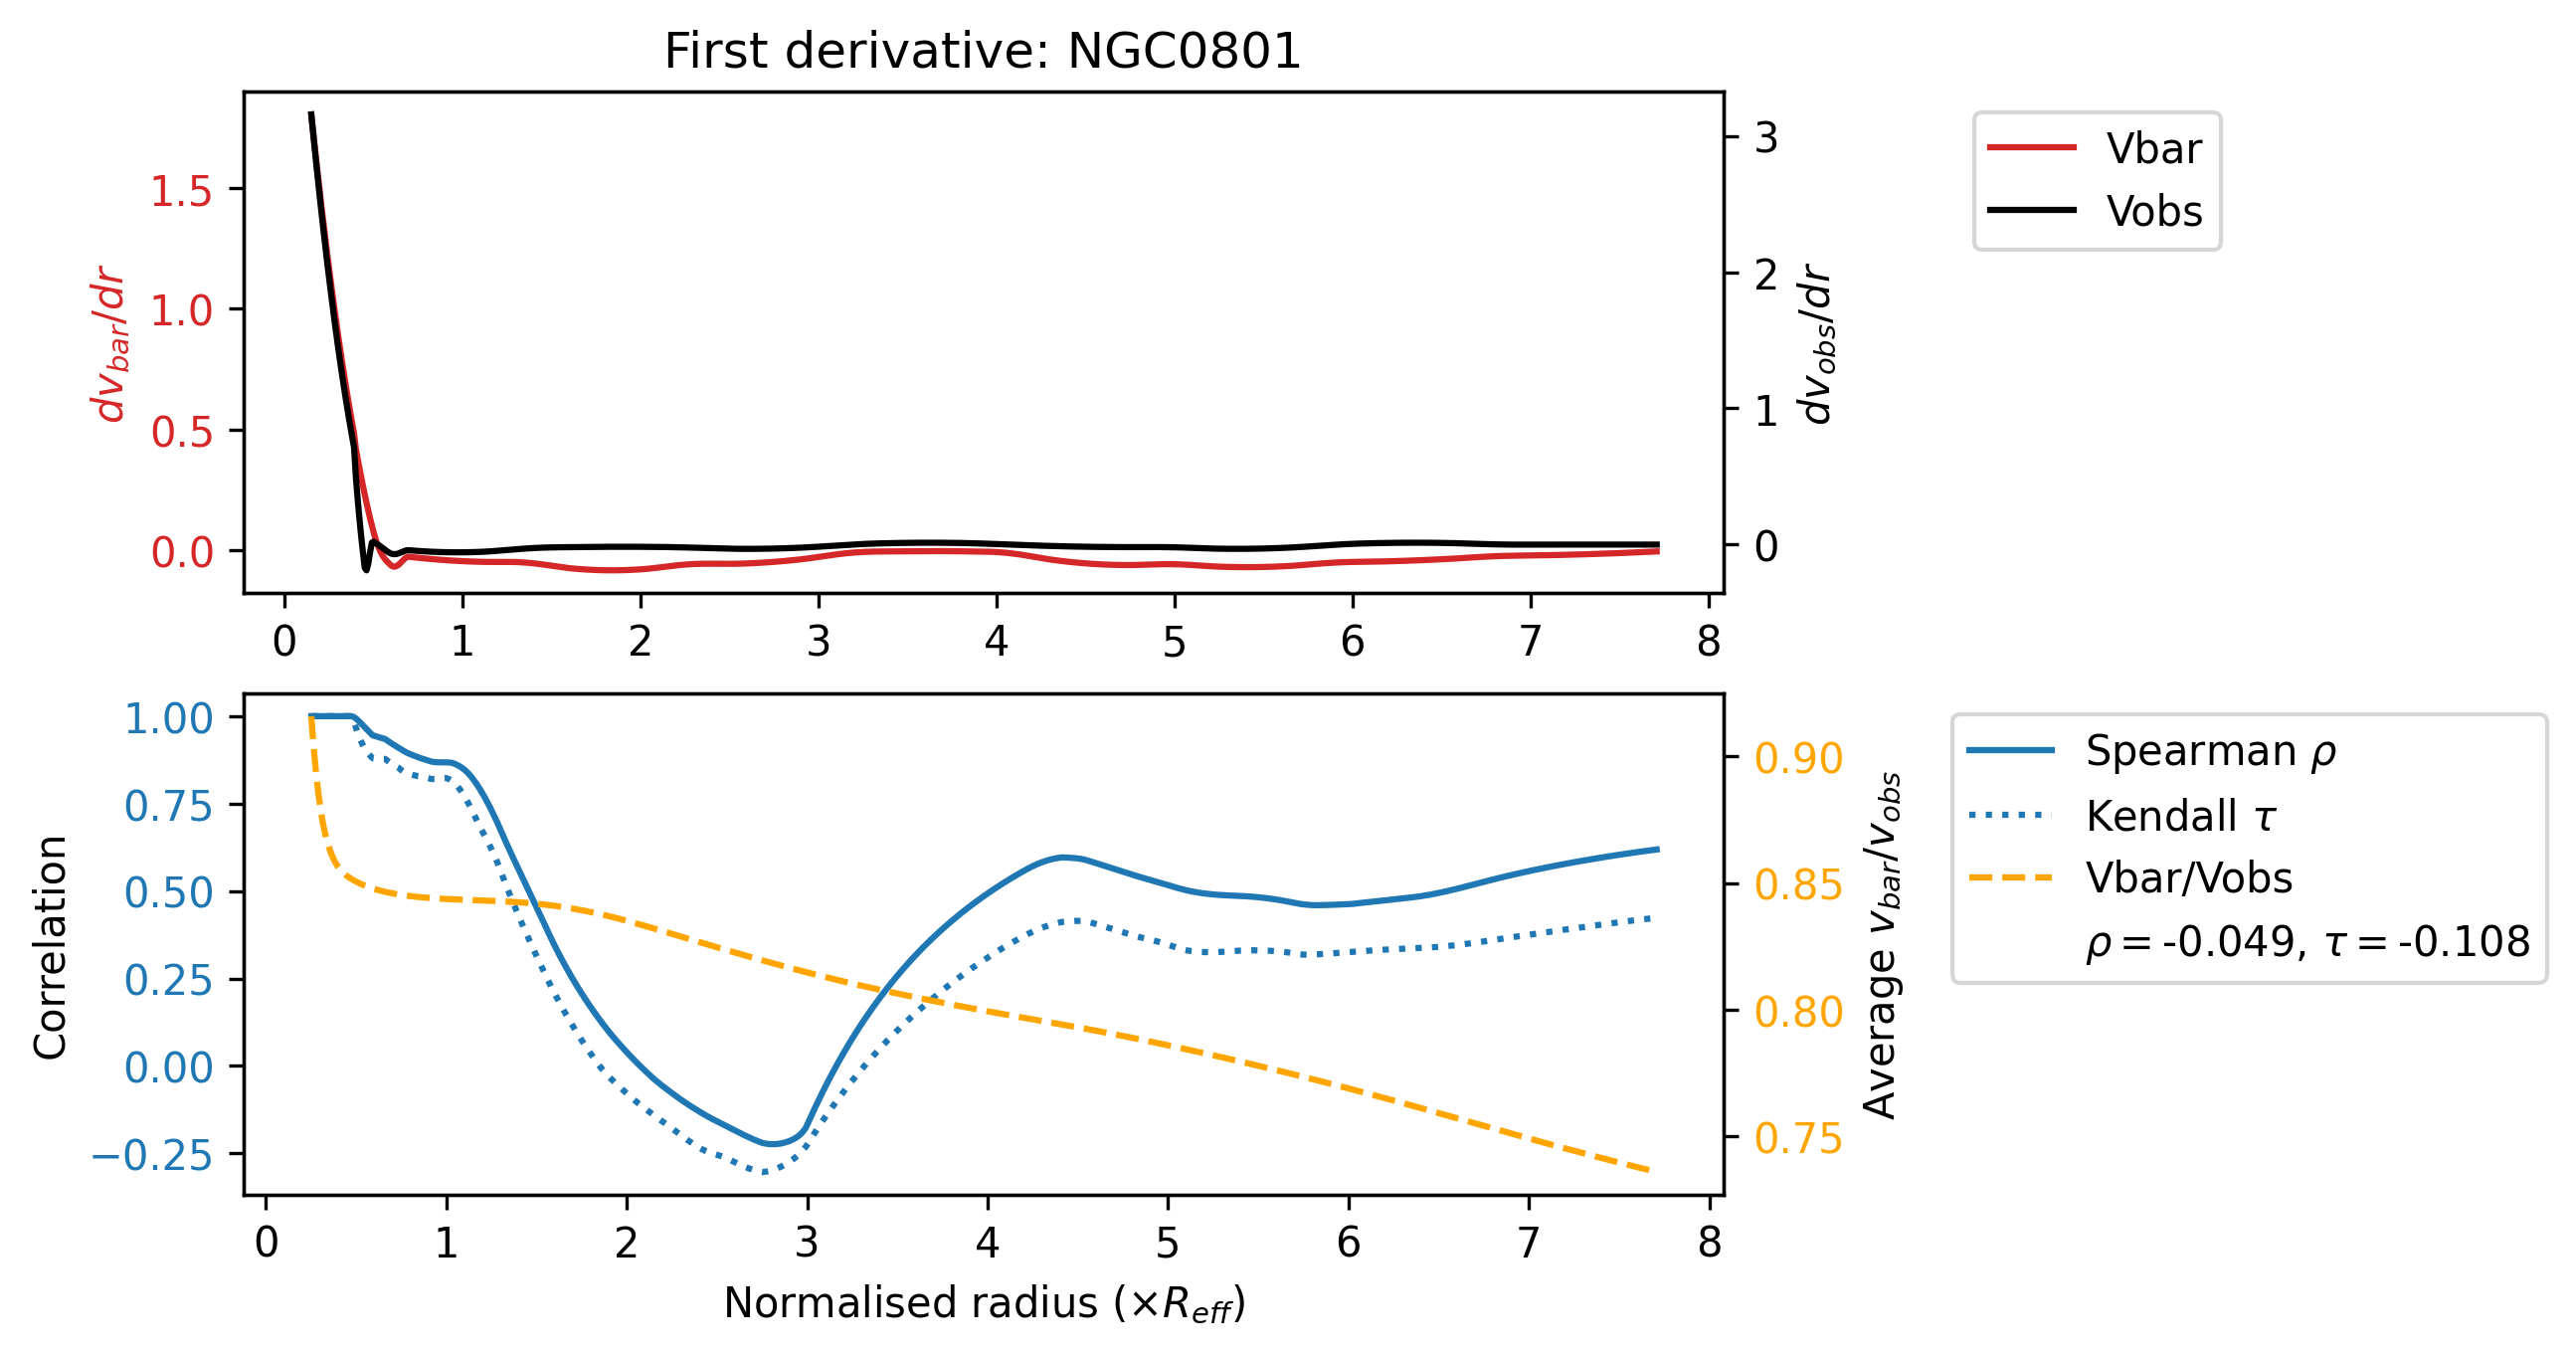 First derivative: NGC0801
dv_bar/dr
1.5
1.0
0.5
0.0
3
2
1
0
dv_obs/dr
0 1 2 3 4 5 6 7 8
Vbar
Vobs
Correlation
1.00
0.75
0.50
0.25
0.00
−0.25
0.90
0.85
0.80
0.75
Average v_bar/v_obs
0 1 2 3 4 5 6 7 8
Normalised radius (×R_eff)
Spearman ρ
Kendall τ
Vbar/Vobs
ρ = -0.049, τ = -0.108